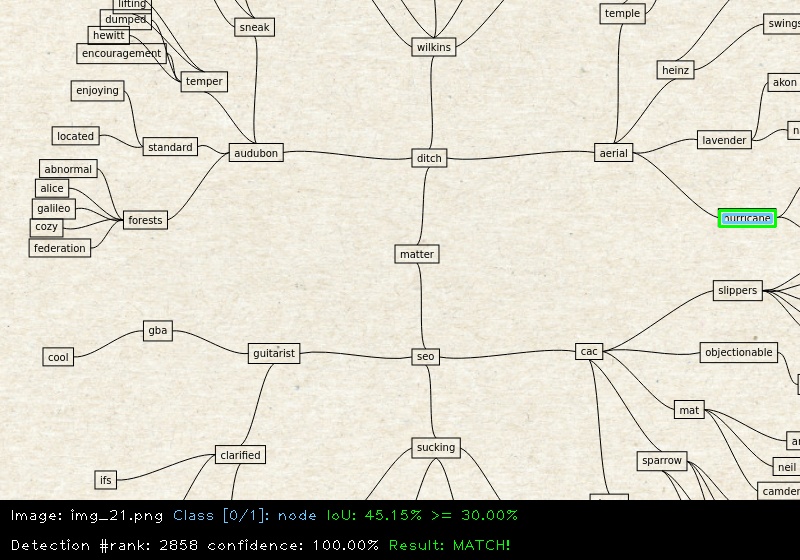 lifting
dumped
sneak
temple
swings
hewitt
wilkins
encouragement
heinz
temper
akon
enjoying
located
standard
lavender
audubon
ditch
aerial
abnormal
alice
galileo
forests
hurricane
cozy
federation
matter
slippers
gba
cool
guitarist
seo
cac
objectionable
mat
sucking
clarified
sparrow
neil
ifs
camden
Image: img_21.png Class [0/1]: node IoU: 45.15% >= 30.00%
Detection #rank: 2858 confidence: 100.00% Result: MATCH!